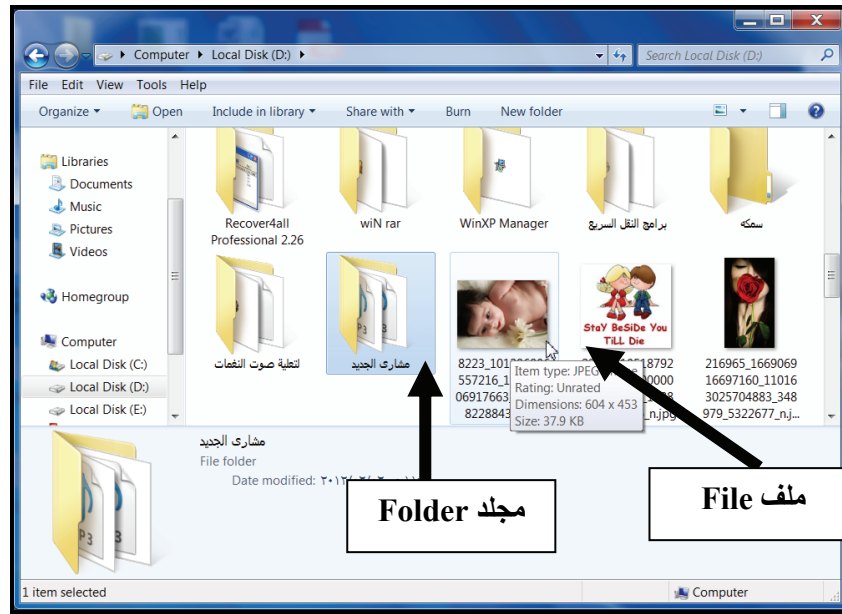 Computer ▸ Local Disk (D:) ▸
Search Local Disk (D:)
File Edit View Tools Help
Organize Open Include in library Share with Burn New folder
Libraries
Documents
Music
Pictures
Videos
Homegroup
Computer
Local Disk (C:)
Local Disk (D:)
Local Disk (E:)
Recover4all
Professional 2.26
wiN rar
WinXP Manager
برامج النقل السريع
سمكه
لتعلية صوت النغمات
مشارى الجديد
StaY BeSiDe You
TiLL Die
216965_1669069
16697160_11016
3025704883_348
979_5322677_n.j...
Item type: JPEG
Rating: Unrated
Dimensions: 604 x 453
Size: 37.9 KB
مشارى الجديد
File folder
Date modified:
مجلد Folder
ملف File
1 item selected
Computer